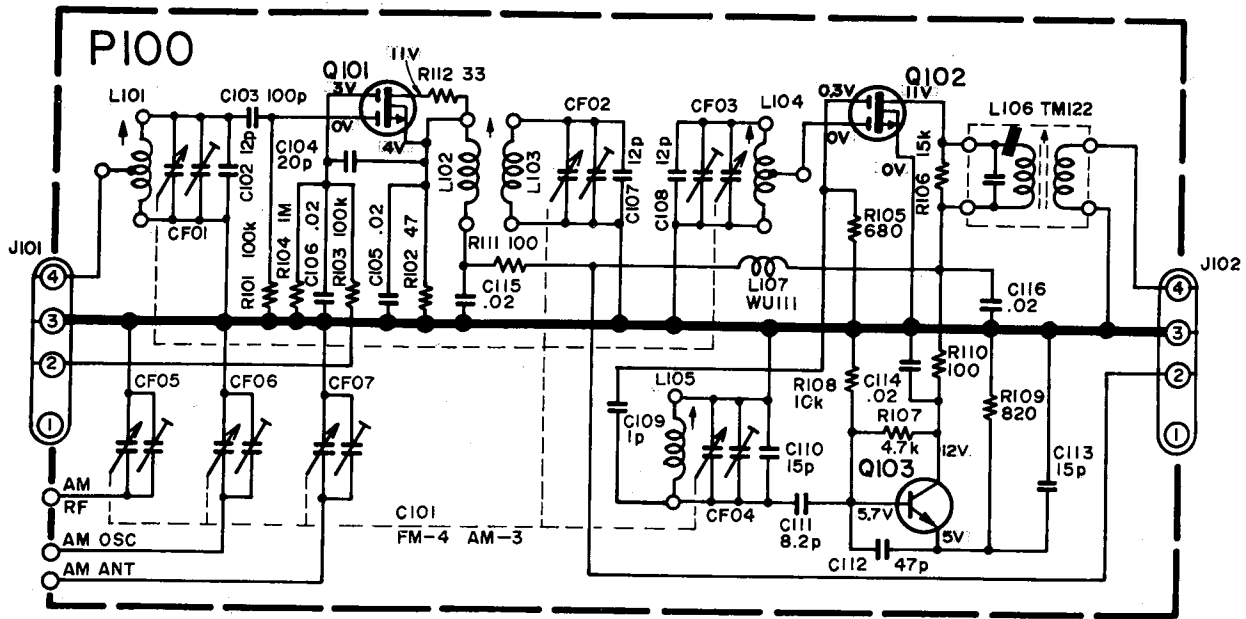 P100
L101
C103 100p
Q101
3V
0V
11V
4V
R112 33
C104
20p
C102 12p
CF01
R101 100k
R104 1M
C106 .02
R103 100k
C105 .02
R102 47
L102
L103
CF02
C107 12p
CF03
C108 12p
L104
0.3V
0V
Q102
11V
0V
R106 15k
L106 TM122
R105
680
R111 100
C115
.02
L107
WU111
C116
.02
J101
4
3
2
1
J102
4
3
2
1
CF05
CF06
CF07
C109
1p
L105
CF04
C110
15p
R108
10k
C114
.02
R110
100
R107
4.7k
12V
Q103
5.7V
5V
R109
820
C113
15p
C111
8.2p
C112
47p
AM
RF
AM OSC
AM ANT
C101
FM-4 AM-3